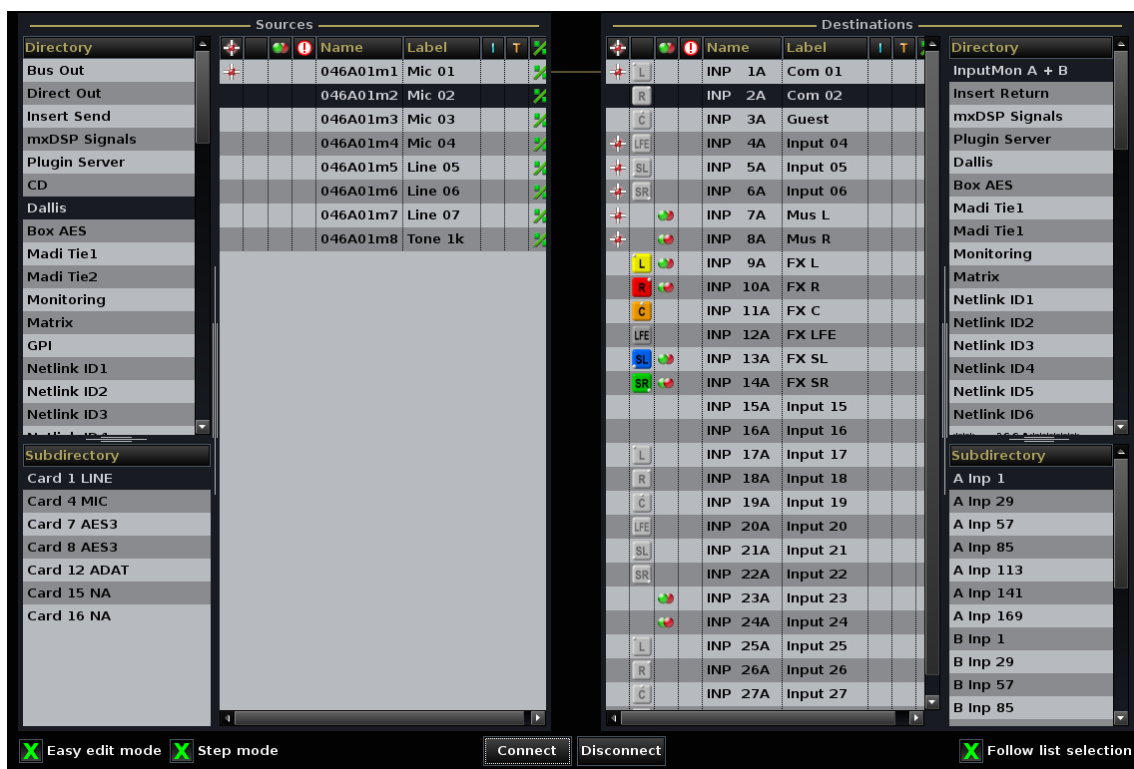 Sources
Directory
Bus Out
Direct Out
Insert Send
mxDSP Signals
Plugin Server
CD
Dallis
Box AES
Madi Tie1
Madi Tie2
Monitoring
Matrix
GPI
Netlink ID1
Netlink ID2
Netlink ID3
Subdirectory
Card 1 LINE
Card 4 MIC
Card 7 AES3
Card 8 AES3
Card 12 ADAT
Card 15 NA
Card 16 NA
Name Label I T
046A01m1 Mic 01
046A01m2 Mic 02
046A01m3 Mic 03
046A01m4 Mic 04
046A01m5 Line 05
046A01m6 Line 06
046A01m7 Line 07
046A01m8 Tone 1k
Destinations
Name Label I T
L INP 1A Com 01
R INP 2A Com 02
C INP 3A Guest
LFE INP 4A Input 04
SL INP 5A Input 05
SR INP 6A Input 06
INP 7A Mus L
INP 8A Mus R
L INP 9A FX L
R INP 10A FX R
C INP 11A FX C
LFE INP 12A FX LFE
SL INP 13A FX SL
SR INP 14A FX SR
INP 15A Input 15
INP 16A Input 16
L INP 17A Input 17
R INP 18A Input 18
C INP 19A Input 19
LFE INP 20A Input 20
SL INP 21A Input 21
SR INP 22A Input 22
INP 23A Input 23
INP 24A Input 24
L INP 25A Input 25
R INP 26A Input 26
C INP 27A Input 27
Directory
InputMon A + B
Insert Return
mxDSP Signals
Plugin Server
Dallis
Box AES
Madi Tie1
Madi Tie1
Monitoring
Matrix
Netlink ID1
Netlink ID2
Netlink ID3
Netlink ID4
Netlink ID5
Netlink ID6
Subdirectory
A Inp 1
A Inp 29
A Inp 57
A Inp 85
A Inp 113
A Inp 141
A Inp 169
B Inp 1
B Inp 29
B Inp 57
B Inp 85
X Easy edit mode X Step mode Connect Disconnect X Follow list selection